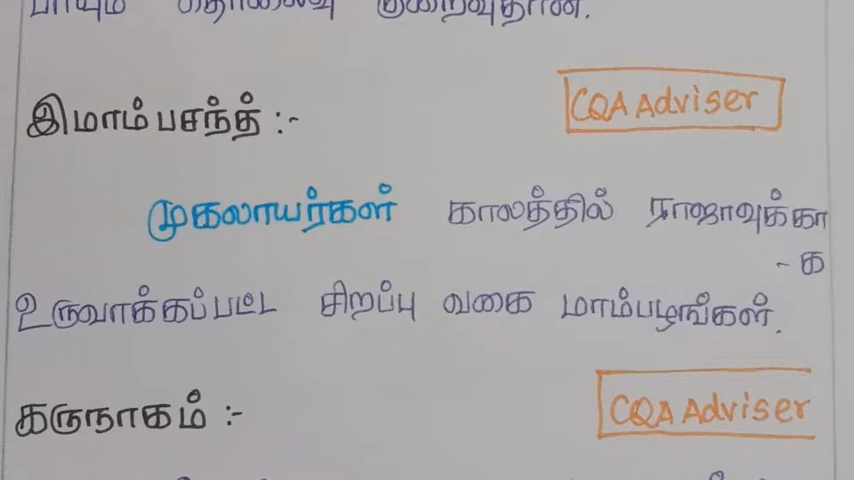 பாயும் தொலைவு குறைவுதான்.
இமாம்பசந்த் :- CQA Adviser
முகலாயர்கள் காலத்தில் ராஜாவுக்கா
- க
உருவாக்கப்பட்ட சிறப்பு வகை மாம்பழங்கள்.
கருநாகம் :- CQA Adviser